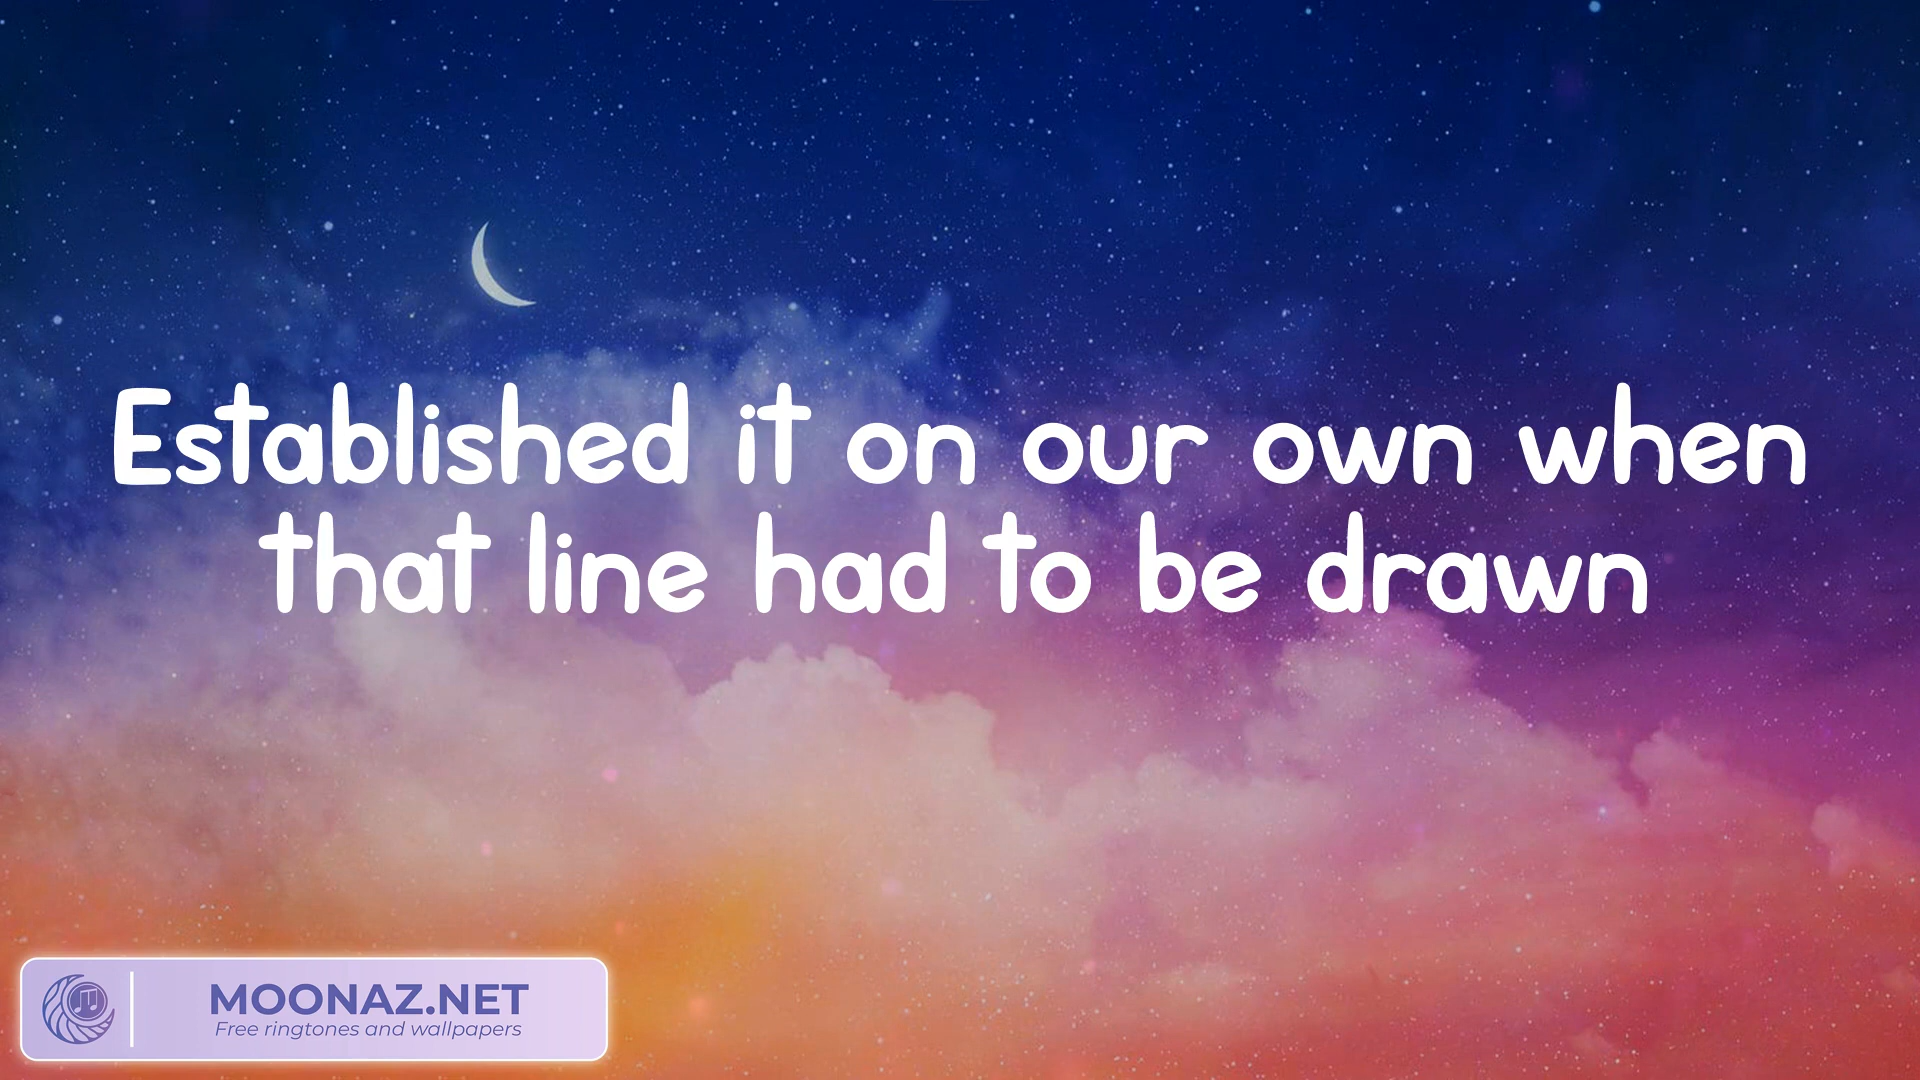 Established it on our own when
that line had to be drawn
MOONAZ.NET
Free ringtones and wallpapers